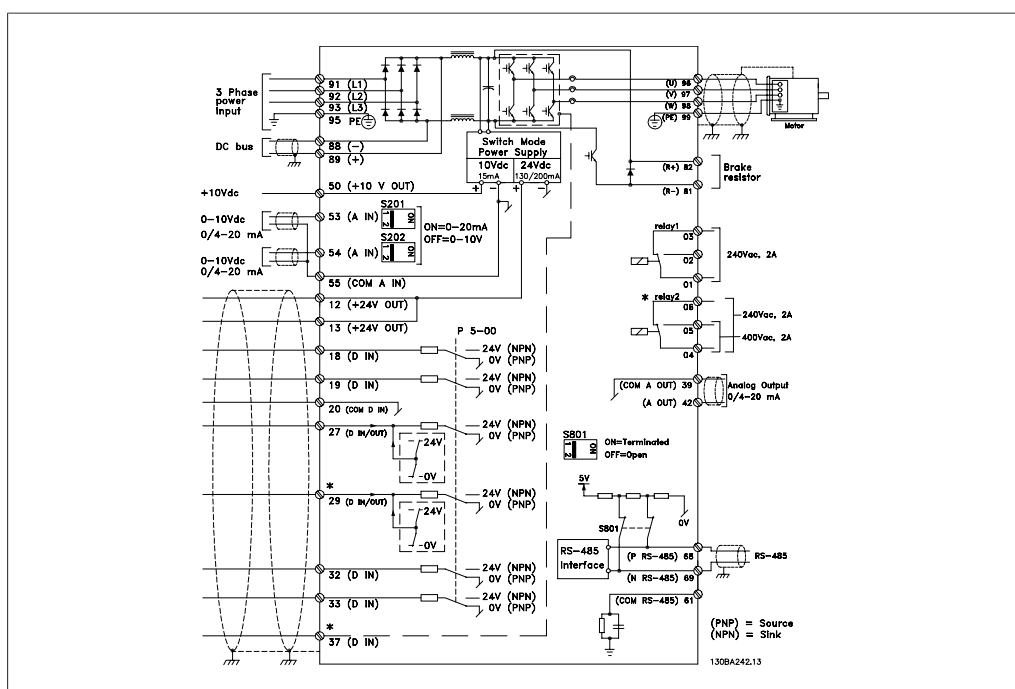 3 Phase
power
input
91 (L1)
92 (L2)
93 (L3)
95 PE
DC bus
88 (-)
89 (+)
+10Vdc
50 (+10 V OUT)
0-10Vdc
0/4-20 mA
53 (A IN)
S201
ON
1 2
ON=0-20mA
OFF=0-10V
0-10Vdc
0/4-20 mA
54 (A IN)
S202
ON
1 2
55 (COM A IN)
12 (+24V OUT)
13 (+24V OUT)
P 5-00
18 (D IN)
24V (NPN)
0V (PNP)
19 (D IN)
24V (NPN)
0V (PNP)
20 (COM D IN)
27 (D IN/OUT)
24V (NPN)
0V (PNP)
24V
0V
*
29 (D IN/OUT)
24V (NPN)
0V (PNP)
24V
0V
32 (D IN)
24V (NPN)
0V (PNP)
33 (D IN)
24V (NPN)
0V (PNP)
*
37 (D IN)
Switch Mode
Power Supply
10Vdc
15mA
24Vdc
130/200mA
+ - + -
(U) 96
(V) 97
(W) 98
(PE) 99
Motor
(R+) 82
(R-) 81
Brake
resistor
relay1
03
02
01
240Vac, 2A
* relay2
06
05
04
240Vac, 2A
400Vac, 2A
(COM A OUT) 39
(A OUT) 42
Analog Output
0/4-20 mA
S801
ON
1 2
ON=Terminated
OFF=Open
5V
0V
S801
RS-485
Interface
(P RS-485) 68
(N RS-485) 69
(COM RS-485) 61
RS-485
(PNP) = Source
(NPN) = Sink
130BA242.13